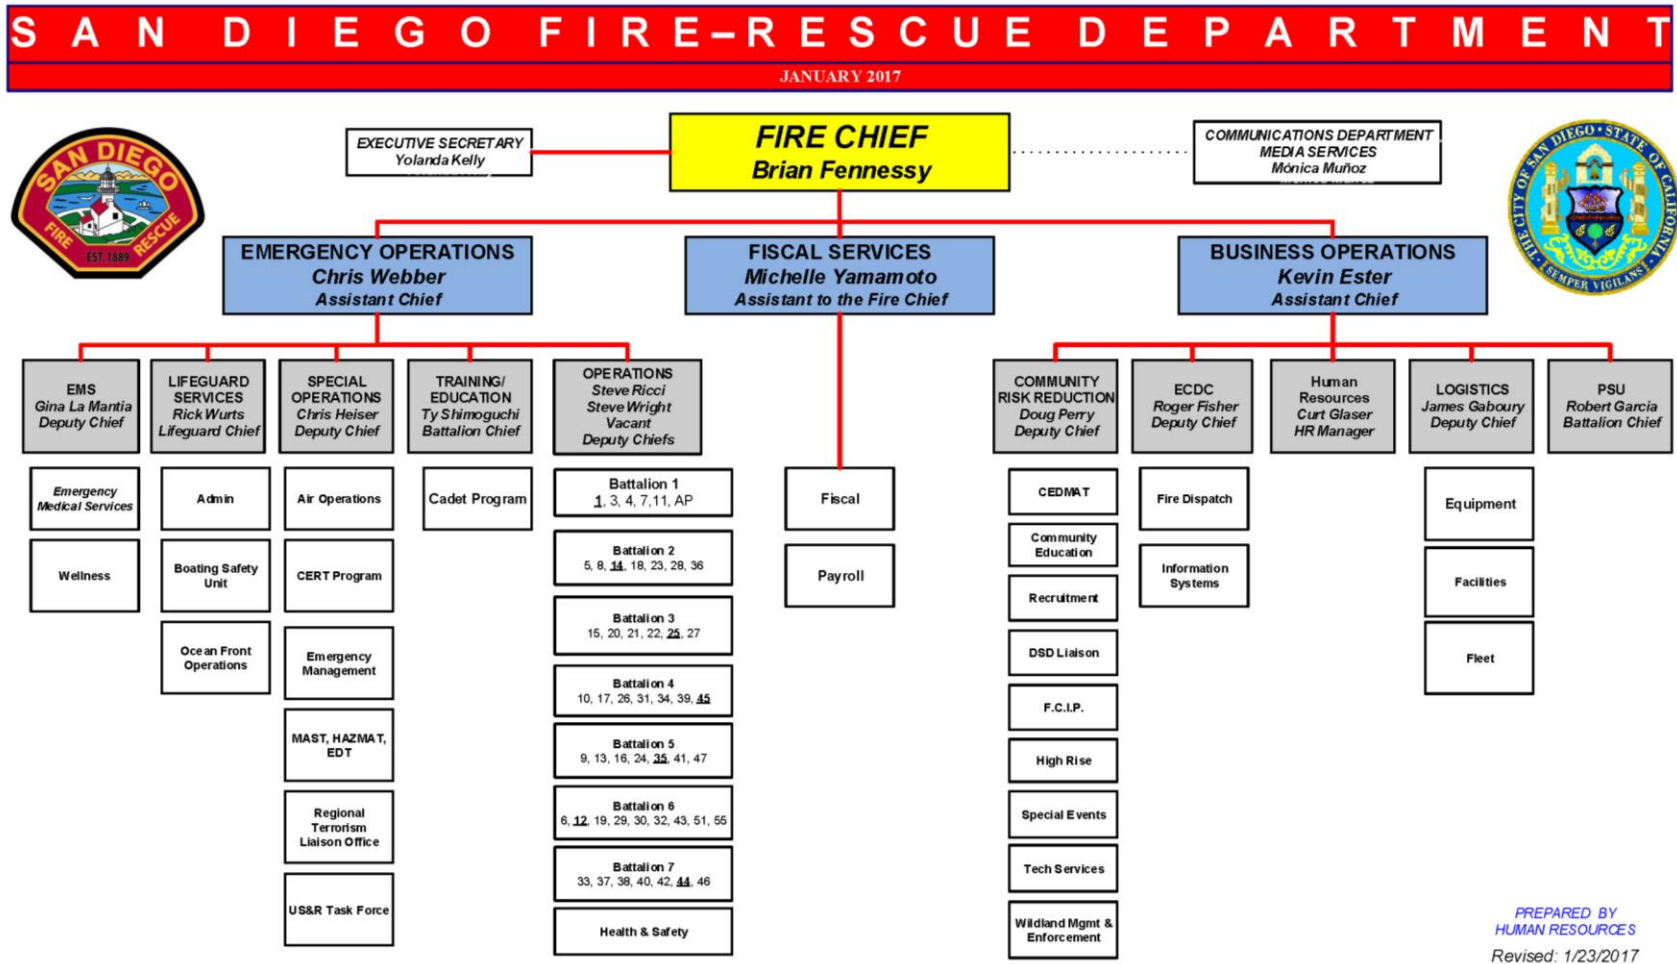 SAN DIEGO FIRE–RESCUE DEPARTMENT
JANUARY 2017
SAN DIEGO
FIRE
RESCUE
EST. 1889
EXECUTIVE SECRETARY
Yolanda Kelly
FIRE CHIEF
Brian Fennessy
COMMUNICATIONS DEPARTMENT
MEDIA SERVICES
Mónica Muñoz
THE CITY OF SAN DIEGO • STATE OF CALIFORNIA
SEMPER VIGILANS
EMERGENCY OPERATIONS
Chris Webber
Assistant Chief
FISCAL SERVICES
Michelle Yamamoto
Assistant to the Fire Chief
BUSINESS OPERATIONS
Kevin Ester
Assistant Chief
EMS
Gina La Mantia
Deputy Chief
LIFEGUARD
SERVICES
Rick Wurts
Lifeguard Chief
SPECIAL
OPERATIONS
Chris Heiser
Deputy Chief
TRAINING/
EDUCATION
Ty Shimoguchi
Battalion Chief
OPERATIONS
Steve Ricci
Steve Wright
Vacant
Deputy Chiefs
COMMUNITY
RISK REDUCTION
Doug Perry
Deputy Chief
ECDC
Roger Fisher
Deputy Chief
Human
Resources
Curt Glaser
HR Manager
LOGISTICS
James Gaboury
Deputy Chief
PSU
Robert Garcia
Battalion Chief
Emergency
Medical Services
Wellness
Admin
Boating Safety
Unit
Ocean Front
Operations
Air Operations
CERT Program
Emergency
Management
MAST, HAZMAT,
EDT
Regional
Terrorism
Liaison Office
US&R Task Force
Cadet Program
Battalion 1
1, 3, 4, 7,11, AP
Battalion 2
5, 8, 14, 18, 23, 28, 36
Battalion 3
15, 20, 21, 22, 25, 27
Battalion 4
10, 17, 26, 31, 34, 39, 45
Battalion 5
9, 13, 16, 24, 35, 41, 47
Battalion 6
6, 12, 19, 29, 30, 32, 43, 51, 55
Battalion 7
33, 37, 38, 40, 42, 44, 46
Health & Safety
Fiscal
Payroll
CEDMAT
Community
Education
Recruitment
DSD Liaison
F.C.I.P.
High Rise
Special Events
Tech Services
Wildland Mgmt &
Enforcement
Fire Dispatch
Information
Systems
Equipment
Facilities
Fleet
PREPARED BY
HUMAN RESOURCES
Revised: 1/23/2017